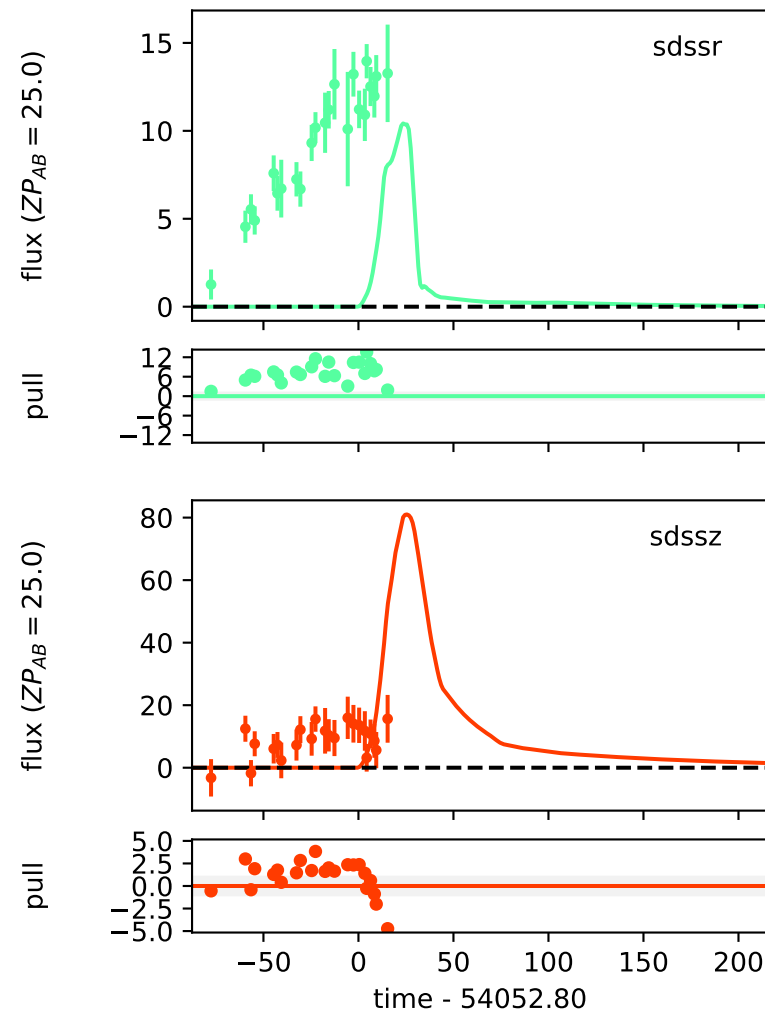 sdssr
flux (ZP_AB = 25.0)
15
10
5
0
pull
12
6
0
−6
−12
sdssz
flux (ZP_AB = 25.0)
80
60
40
20
0
pull
5.0
2.5
0.0
−2.5
−5.0
−50 0 50 100 150 200
time - 54052.80